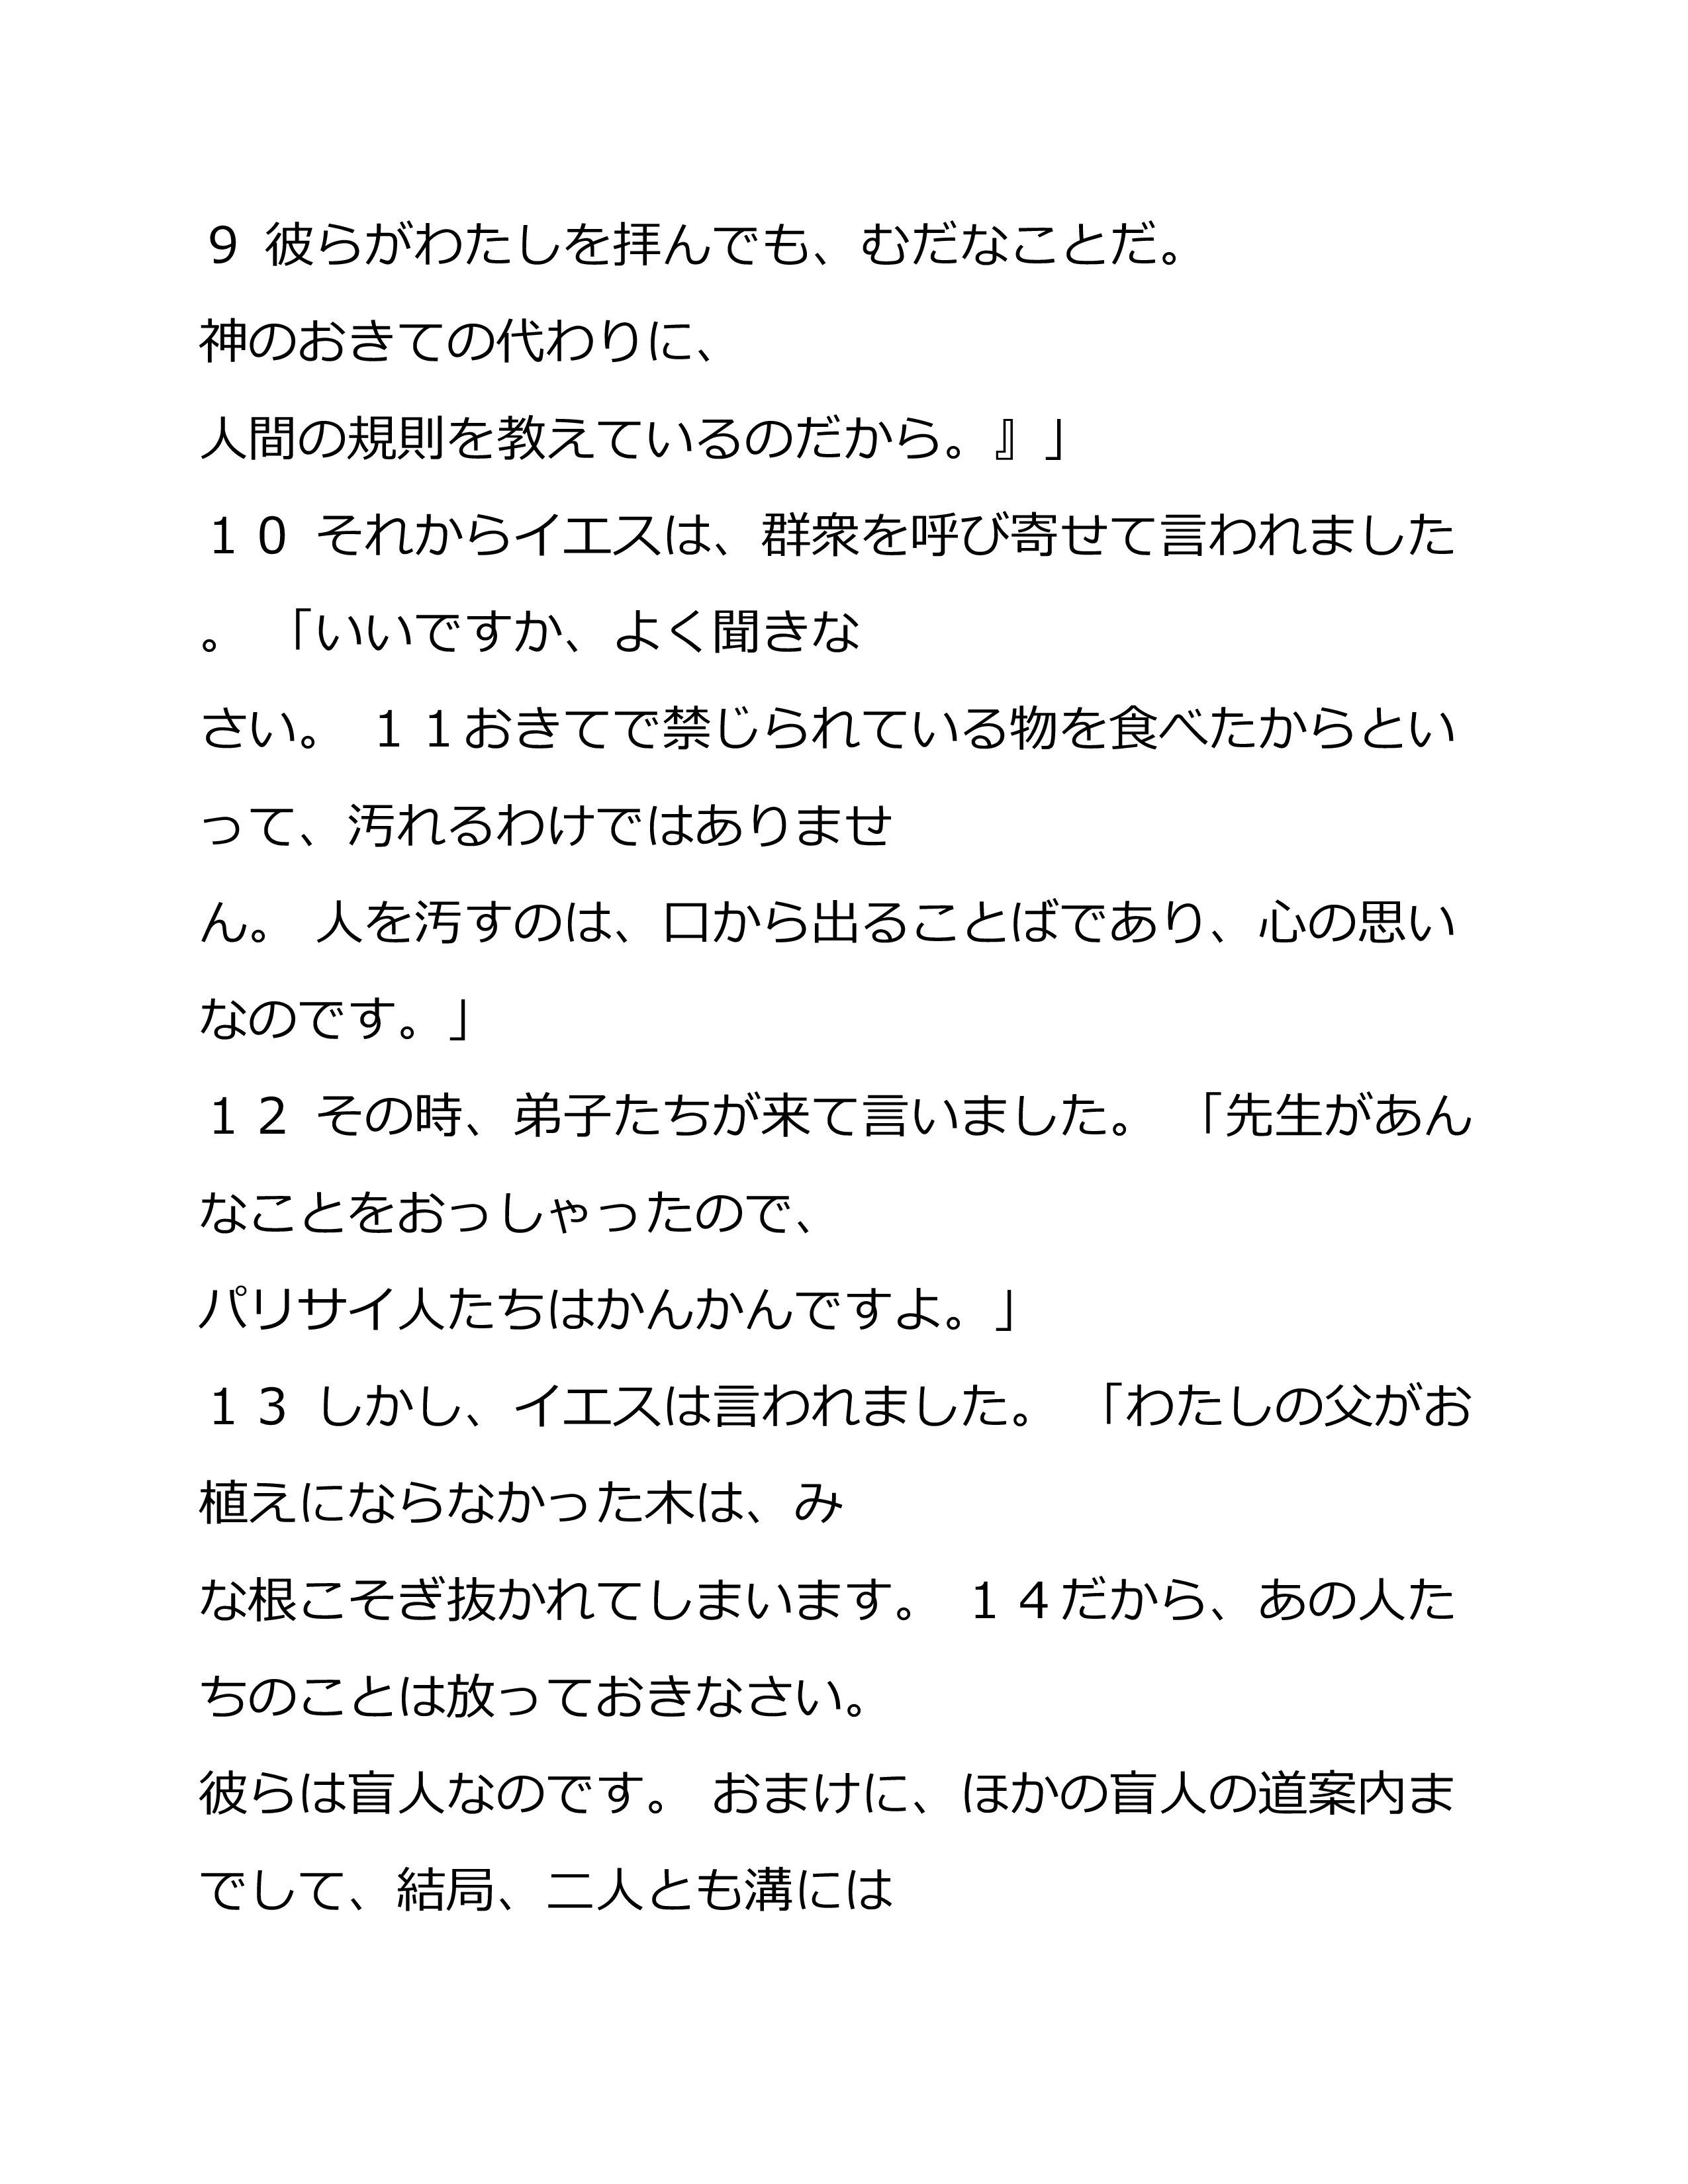 ９ 彼らがわたしを拝んでも、むだなことだ。
神のおきての代わりに、
人間の規則を教えているのだから。』」
１０ それからイエスは、群衆を呼び寄せて言われました
。 「いいですか、よく聞きな
さい。 １１おきてで禁じられている物を食べたからとい
って、汚れるわけではありませ
ん。 人を汚すのは、口から出ることばであり、心の思い
なのです。」
１２ その時、弟子たちが来て言いました。 「先生があん
なことをおっしゃったので、
パリサイ人たちはかんかんですよ。」
１３ しかし、イエスは言われました。 「わたしの父がお
植えにならなかった木は、み
な根こそぎ抜かれてしまいます。 １４だから、あの人た
ちのことは放っておきなさい。
彼らは盲人なのです。 おまけに、ほかの盲人の道案内ま
でして、結局、二人とも溝には